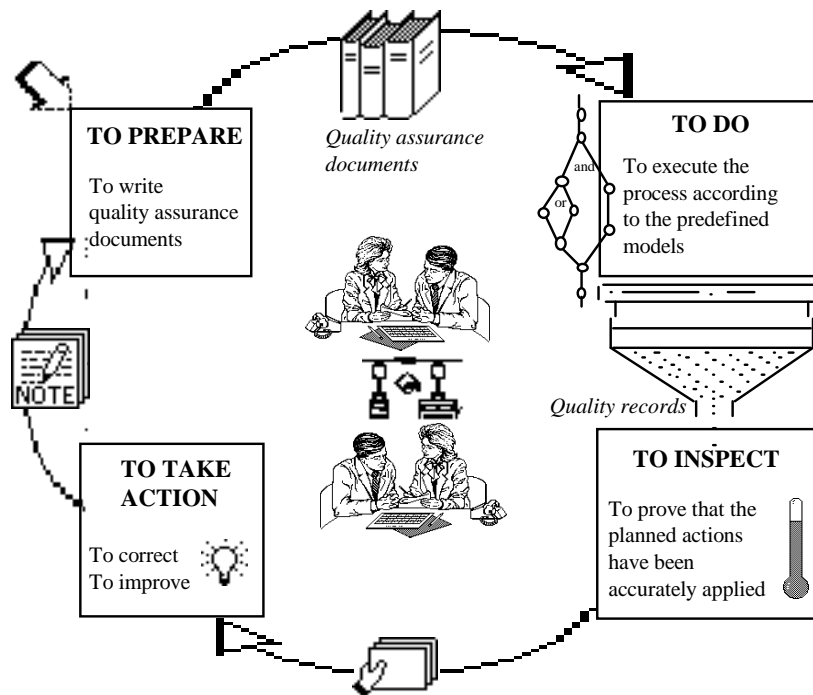 TO PREPARE
To write
quality assurance
documents
Quality assurance
documents
TO DO
To execute the
process according
to the predefined
models
and
or
Quality records
TO INSPECT
To prove that the
planned actions
have been
accurately applied
TO TAKE
ACTION
To correct
To improve
NOTE